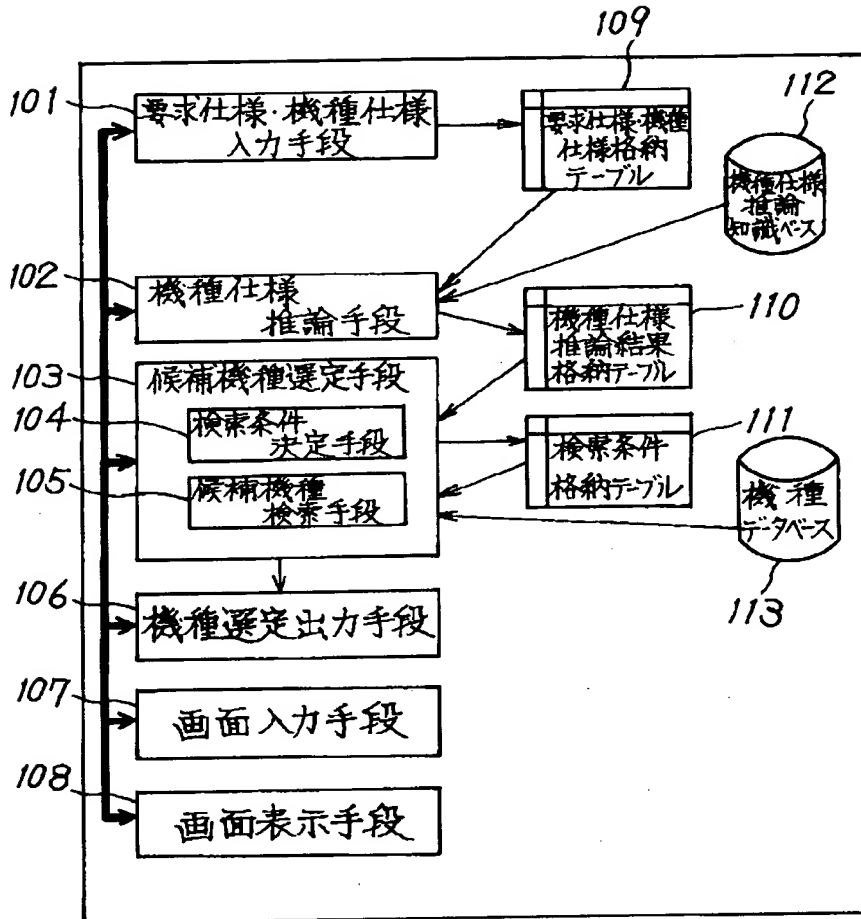 109
101
要求仕様・機種仕様
入力手段
要求仕様・機種
仕様格納
テーブル
112
機種仕様
推論
知識ベース
102
機種仕様
推論手段
110
機種仕様
推論結果
格納テーブル
103
候補機種選定手段
104
検索条件
決定手段
111
検索条件
格納テーブル
105
候補機種
検索手段
機種
データベース
113
106
機種選定出力手段
107
画面入力手段
108
画面表示手段